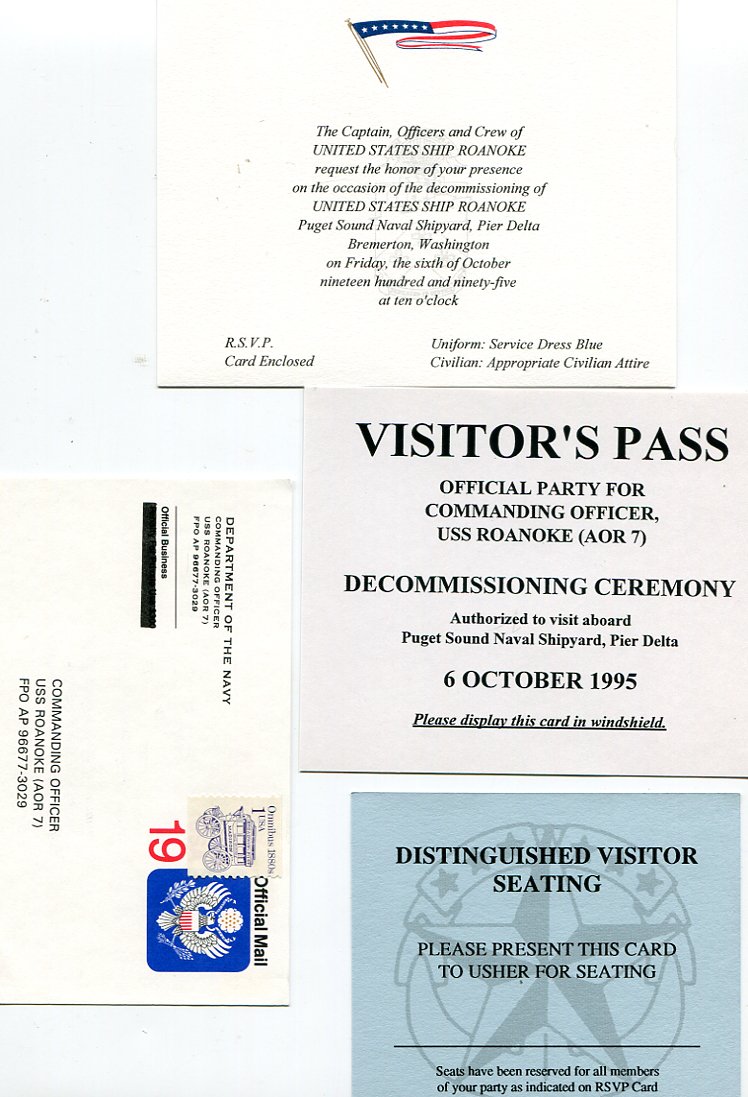 The Captain, Officers and Crew of
UNITED STATES SHIP ROANOKE
request the honor of your presence
on the occasion of the decommissioning of
UNITED STATES SHIP ROANOKE
Puget Sound Naval Shipyard, Pier Delta
Bremerton, Washington
on Friday, the sixth of October
nineteen hundred and ninety-five
at ten o'clock
R.S.V.P.
Card Enclosed
Uniform: Service Dress Blue
Civilian: Appropriate Civilian Attire
VISITOR'S PASS
OFFICIAL PARTY FOR
COMMANDING OFFICER,
USS ROANOKE (AOR 7)
DECOMMISSIONING CEREMONY
Authorized to visit aboard
Puget Sound Naval Shipyard, Pier Delta
6 OCTOBER 1995
Please display this card in windshield.
DEPARTMENT OF THE NAVY
COMMANDING OFFICER
USS ROANOKE (AOR 7)
FPO AP 96677-3029
Official Business
Omnibus 1880s
1USA
19
Official Mail
COMMANDING OFFICER
USS ROANOKE (AOR 7)
FPO AP 96677-3029
DISTINGUISHED VISITOR
SEATING
PLEASE PRESENT THIS CARD
TO USHER FOR SEATING
Seats have been reserved for all members
of your party as indicated on RSVP Card